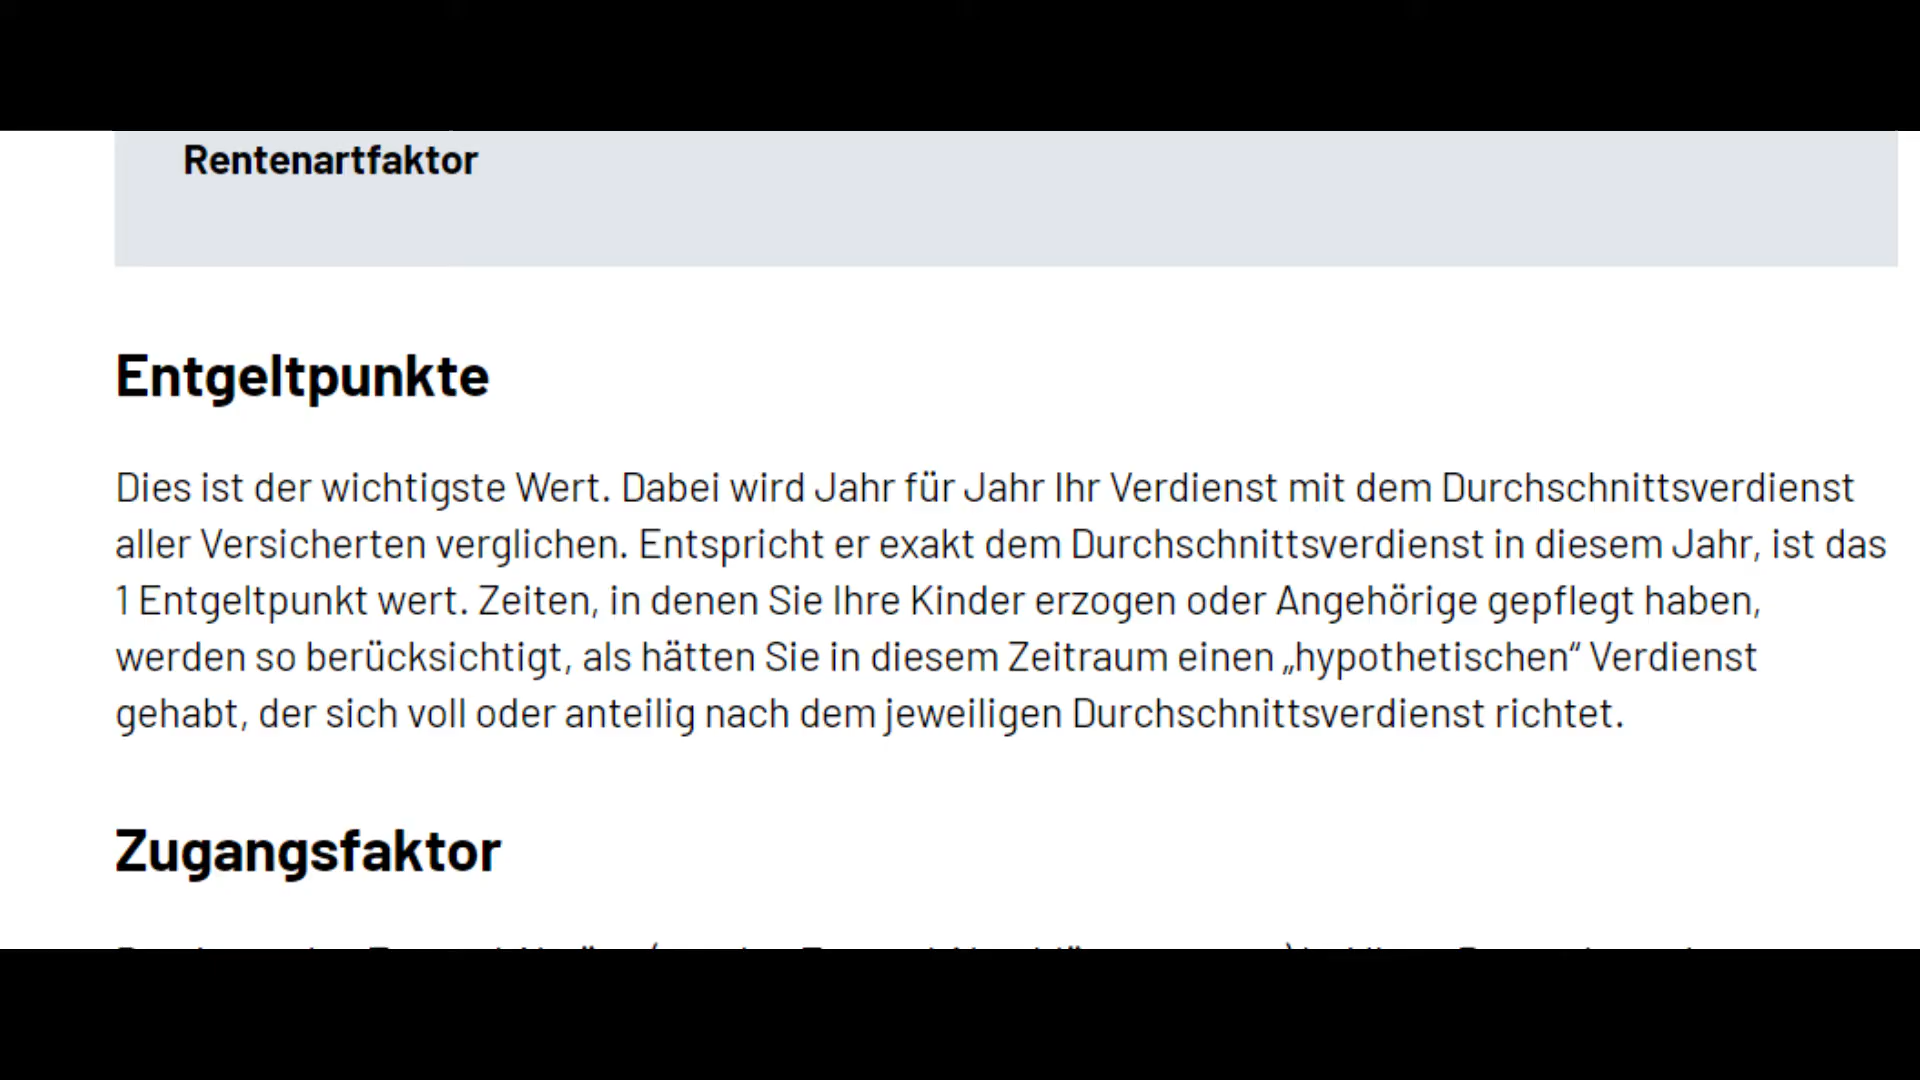 Rentenartfaktor
Entgeltpunkte
Dies ist der wichtigste Wert. Dabei wird Jahr für Jahr Ihr Verdienst mit dem Durchschnittsverdienst
aller Versicherten verglichen. Entspricht er exakt dem Durchschnittsverdienst in diesem Jahr, ist das
1 Entgeltpunkt wert. Zeiten, in denen Sie Ihre Kinder erzogen oder Angehörige gepflegt haben,
werden so berücksichtigt, als hätten Sie in diesem Zeitraum einen „hypothetischen“ Verdienst
gehabt, der sich voll oder anteilig nach dem jeweiligen Durchschnittsverdienst richtet.
Zugangsfaktor